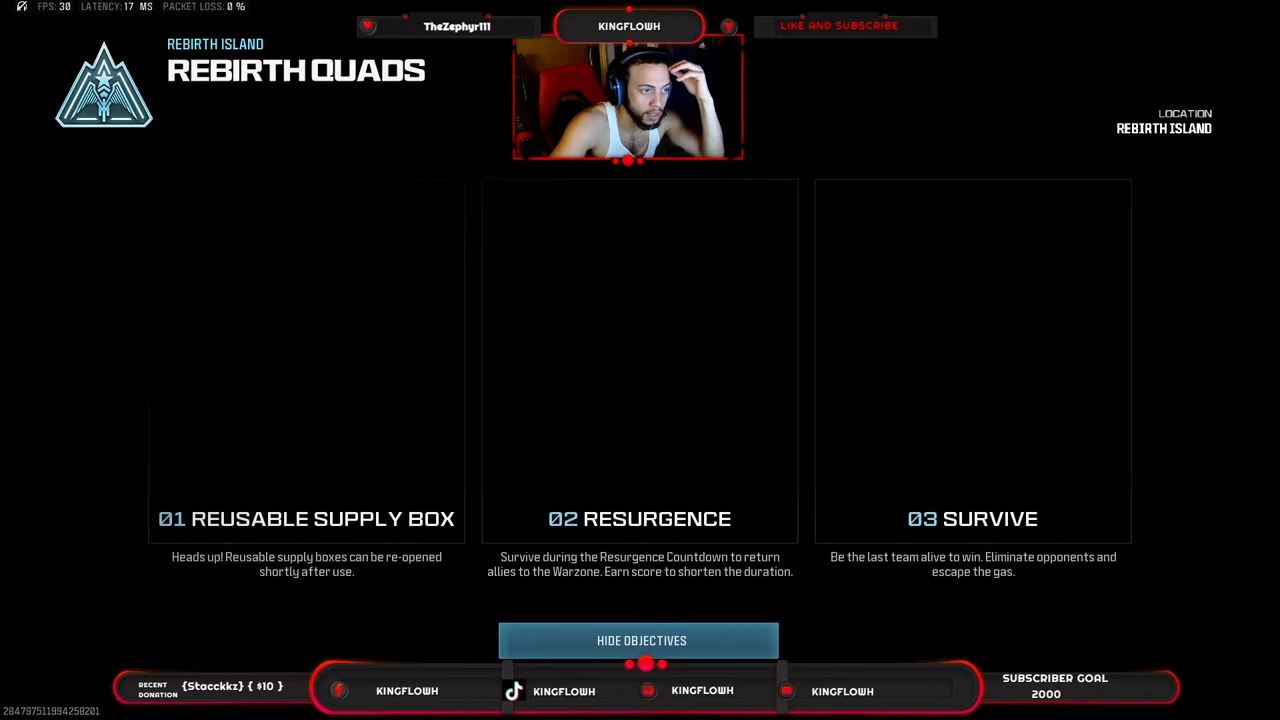 FPS: 30 LATENCY: 17 MS PACKET LOSS: 0 %
TheZephyr111
KINGFLOWH
LIKE AND SUBSCRIBE
REBIRTH ISLAND
REBIRTH QUADS
LOCATION
REBIRTH ISLAND
01 REUSABLE SUPPLY BOX
Heads up! Reusable supply boxes can be re-opened
shortly after use.
02 RESURGENCE
Survive during the Resurgence Countdown to return
allies to the Warzone. Earn score to shorten the duration.
03 SURVIVE
Be the last team alive to win. Eliminate opponents and
escape the gas.
HIDE OBJECTIVES
RECENT
DONATION
{Stacckkz} { $10 }
KINGFLOWH
KINGFLOWH
KINGFLOWH
KINGFLOWH
SUBSCRIBER GOAL
2000
284797511994258201